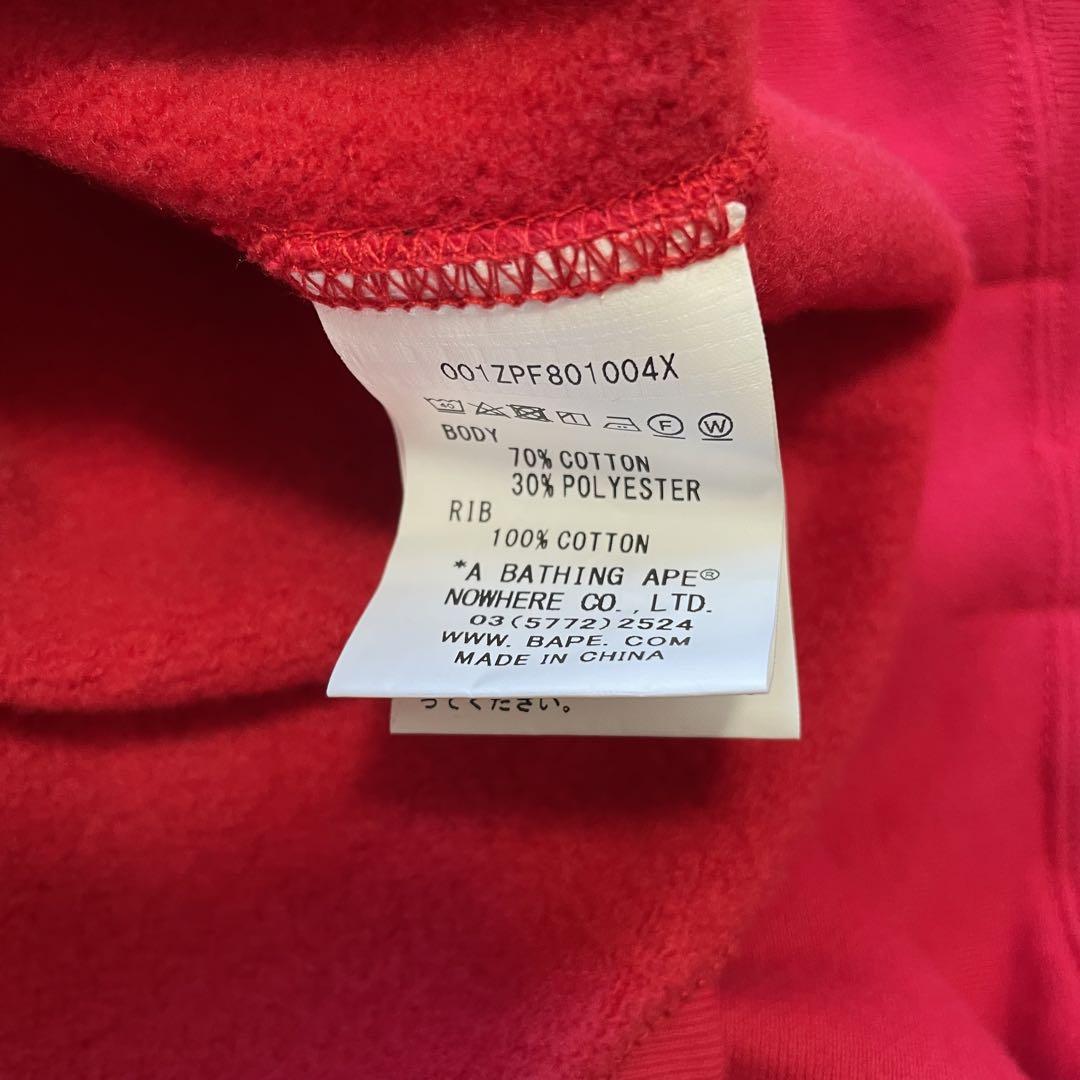 001ZPF801004X
40
F W
BODY
70% COTTON
30% POLYESTER
RIB
100% COTTON
*A BATHING APE®
NOWHERE CO.,LTD.
03(5772)2524
WWW. BAPE. COM
MADE IN CHINA
ってください。